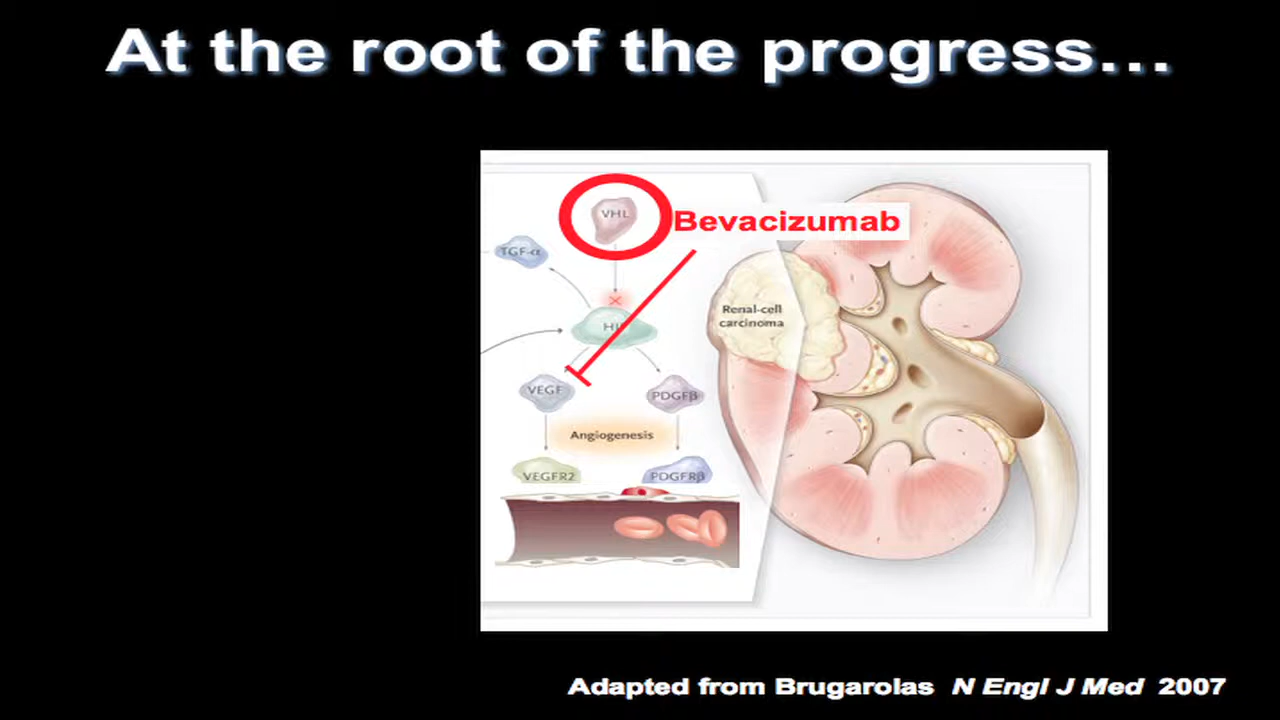 At the root of the progress…
VHL
Bevacizumab
TGF-α
Renal-cell
carcinoma
VEGF
PDGFβ
Angiogenesis
VEGFR2
PDGFRβ
Adapted from Brugarolas N Engl J Med 2007